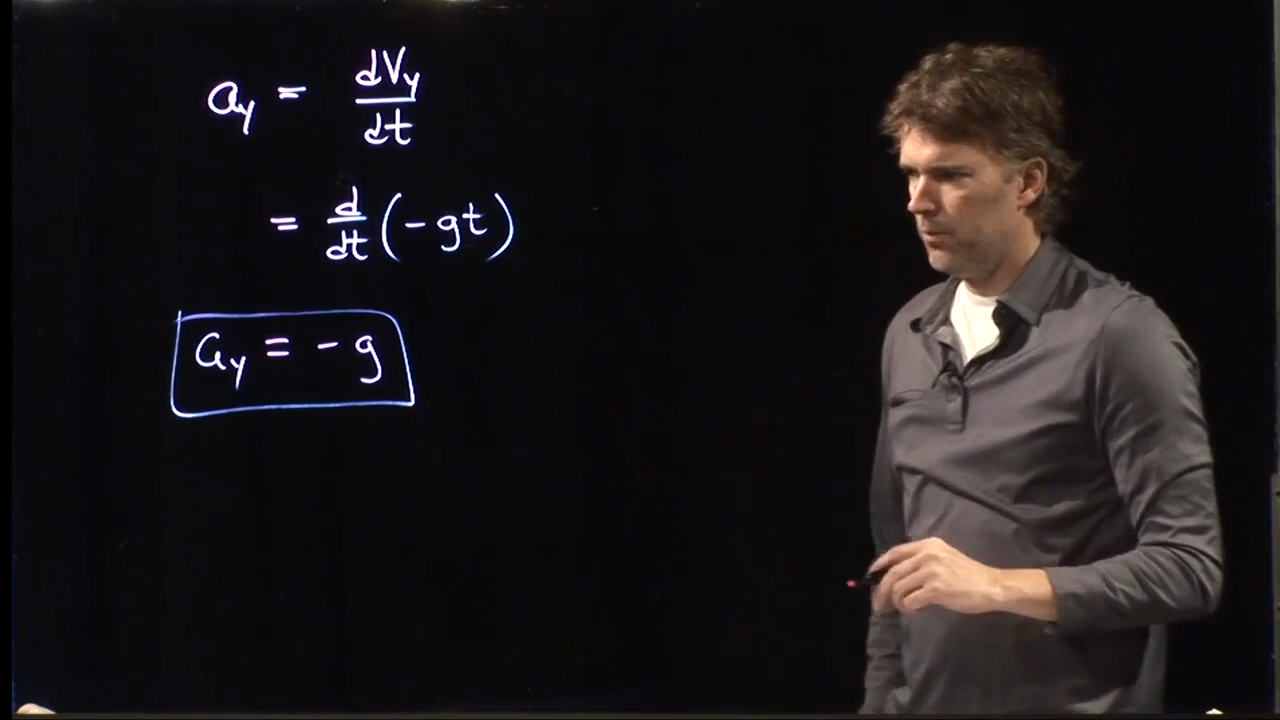 ay = dVy/dt
= d/dt (-gt)
ay = -g